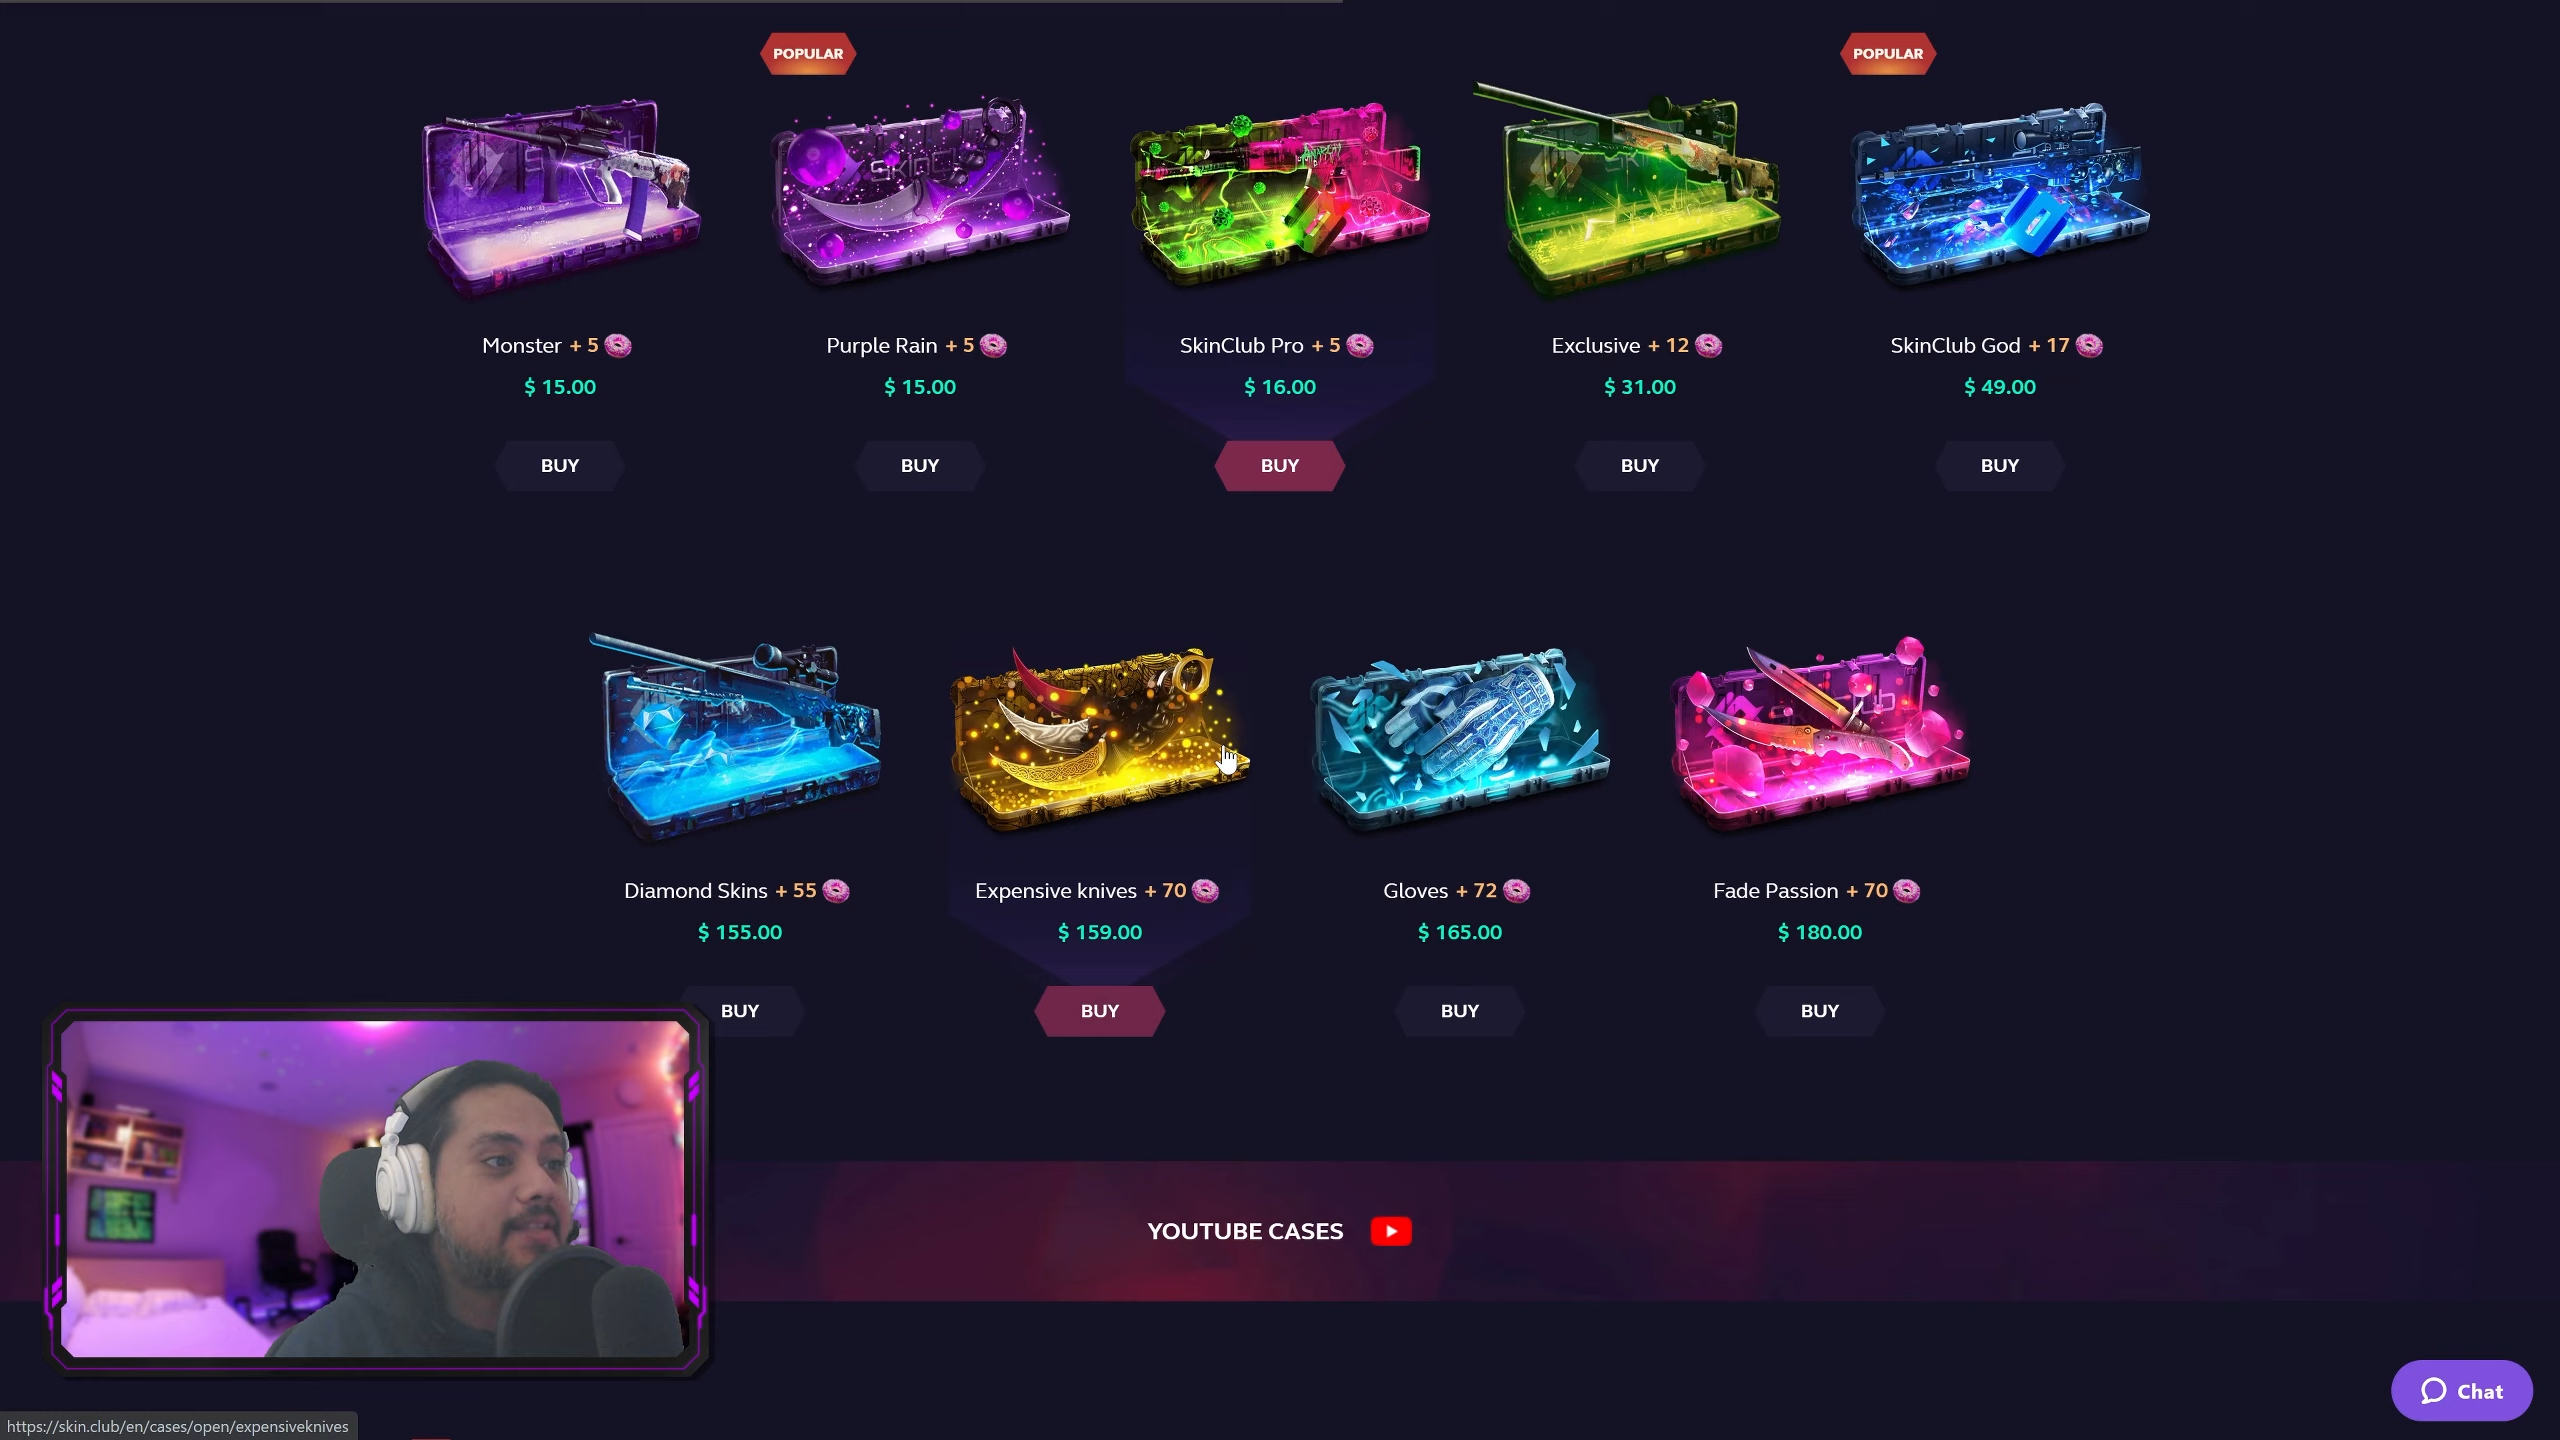 POPULAR
POPULAR
SKINCL
Monster + 5
Purple Rain + 5
SkinClub Pro + 5
Exclusive + 12
SkinClub God + 17
$ 15.00
$ 15.00
$ 16.00
$ 31.00
$ 49.00
BUY
BUY
BUY
BUY
BUY
Diamond Skins + 55
Expensive knives + 70
Gloves + 72
Fade Passion + 70
$ 155.00
$ 159.00
$ 165.00
$ 180.00
BUY
BUY
BUY
BUY
YOUTUBE CASES
Chat
https://skin.club/en/cases/open/expensiveknives